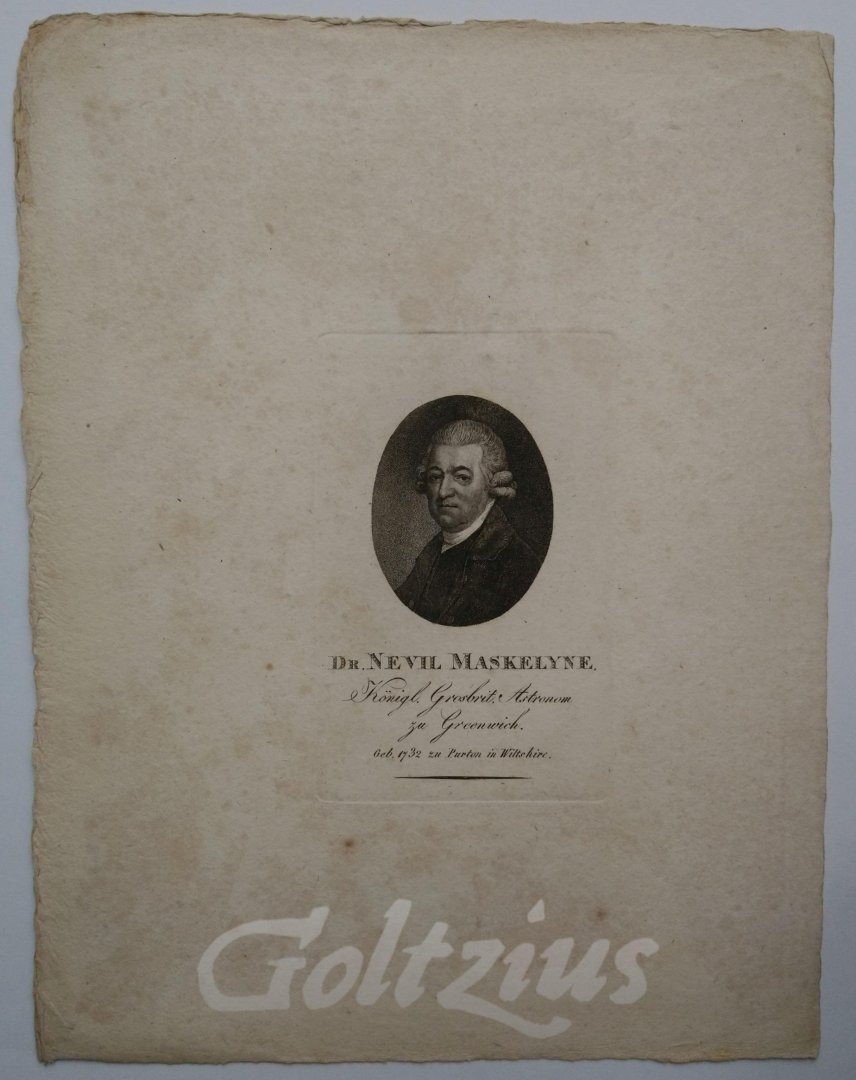 DR. NEVIL MASKELYNE,
Königl. Grosbrit. Astronom
zu Greenwich.
Geb. 1732 zu Purton in Wiltshire.
Goltzius